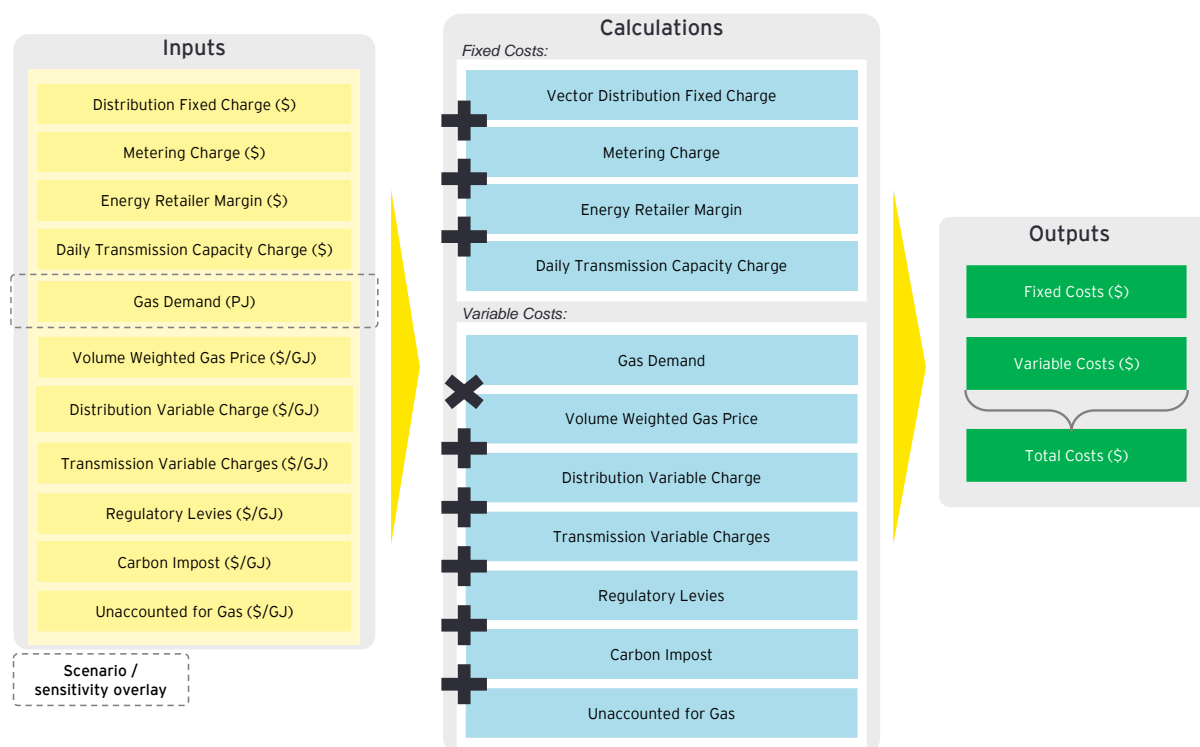 Inputs
Distribution Fixed Charge ($)
Metering Charge ($)
Energy Retailer Margin ($)
Daily Transmission Capacity Charge ($)
Gas Demand (PJ)
Volume Weighted Gas Price ($/GJ)
Distribution Variable Charge ($/GJ)
Transmission Variable Charges ($/GJ)
Regulatory Levies ($/GJ)
Carbon Impost ($/GJ)
Unaccounted for Gas ($/GJ)
Scenario /
sensitivity overlay
Calculations
Fixed Costs:
Vector Distribution Fixed Charge
Metering Charge
Energy Retailer Margin
Daily Transmission Capacity Charge
Variable Costs:
Gas Demand
Volume Weighted Gas Price
Distribution Variable Charge
Transmission Variable Charges
Regulatory Levies
Carbon Impost
Unaccounted for Gas
Outputs
Fixed Costs ($)
Variable Costs ($)
Total Costs ($)